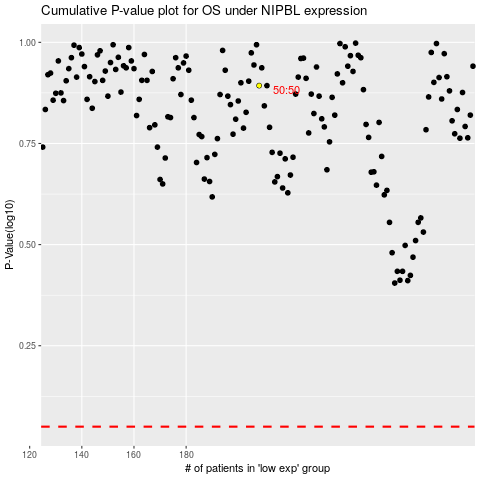 Cumulative P-value plot for OS under NIPBL expression
P-Value(log10)
1.00
0.75
0.50
0.25
50:50
120 140 160 180
# of patients in 'low exp' group